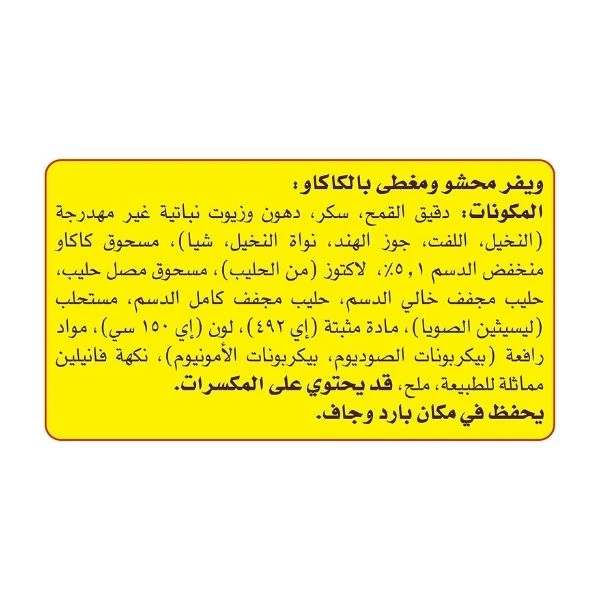 ويفر محشو ومغطى بالكاكاو:
المكونات: دقيق القمح، سكر، دهون وزيوت نباتية غير مهدرجة
(النخيل، اللفت، جوز الهند، نواة النخيل، شيا)، مسحوق كاكاو
منخفض الدسم ٥,١٪، لاكتوز (من الحليب)، مسحوق مصل حليب،
حليب مجفف خالي الدسم، حليب مجفف كامل الدسم، مستحلب
(ليسيثين الصويا)، مادة مثبتة (إي ٤٩٢)، لون (إي ١٥٠ سي)، مواد
رافعة (بيكربونات الصوديوم، بيكربونات الأمونيوم)، نكهة فانيلين
مماثلة للطبيعة، ملح، قد يحتوي على المكسرات.
يحفظ في مكان بارد وجاف.